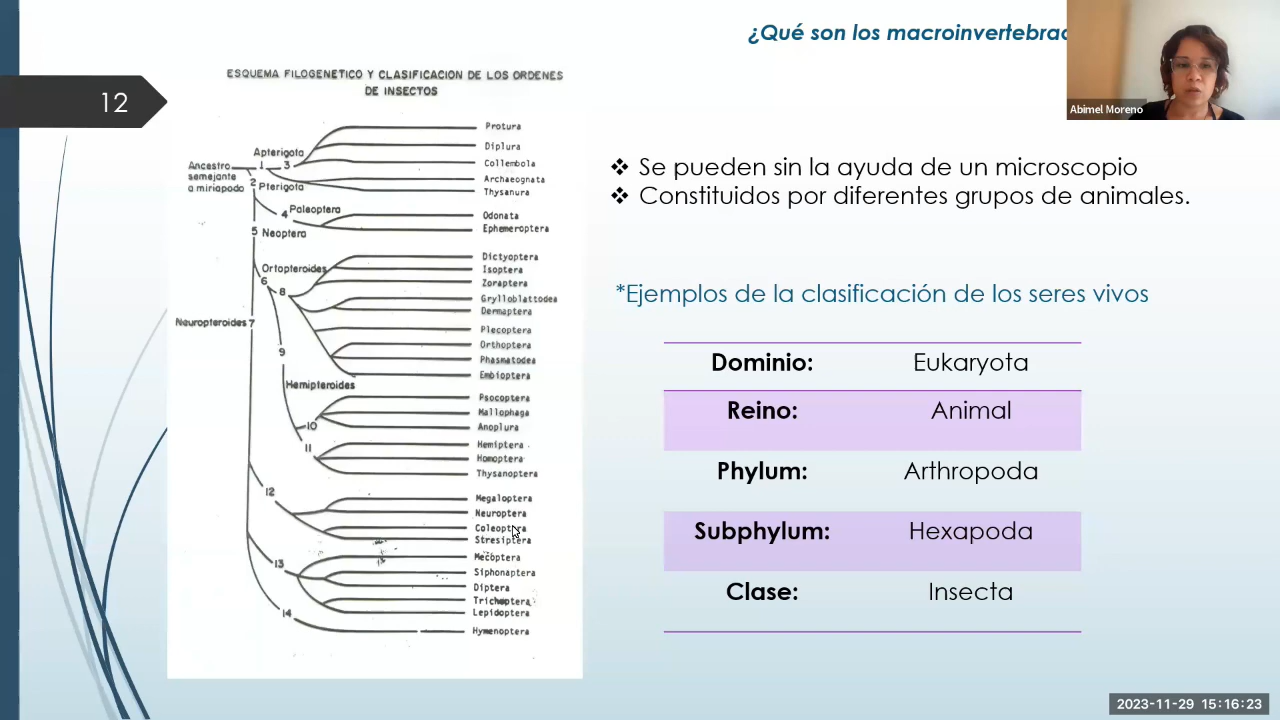 ¿Qué son los macroinvertebrad
Abimel Moreno
12
ESQUEMA FILOGENETICO Y CLASIFICACION DE LOS ORDENES
DE INSECTOS
Ancestro
semejante
a miriapodo
Apterigota
1 3
2 Pterigota
4 Paleoptera
5 Neoptera
Ortopteroides
6 8
Neuropteroides 7
9
Hemipteroides
10
11
12
13
14
Protura
Diplura
Collembola
Archaeognata
Thysanura
Odonata
Ephemeroptera
Dictyoptera
Isoptera
Zoraptera
Grylloblattodea
Dermaptera
Plecoptera
Orthoptera
Phasmatodea
Embioptera
Psocoptera
Mallophaga
Anoplura
Hemiptera
Homoptera
Thysanoptera
Megaloptera
Neuroptera
Coleoptera
Stresiptera
Mecoptera
Siphonaptera
Diptera
Trichoptera
Lepidoptera
Hymenoptera
❖ Se pueden sin la ayuda de un microscopio
❖ Constituidos por diferentes grupos de animales.
*Ejemplos de la clasificación de los seres vivos
Dominio: Eukaryota
Reino: Animal
Phylum: Arthropoda
Subphylum: Hexapoda
Clase: Insecta
2023-11-29 15:16:23